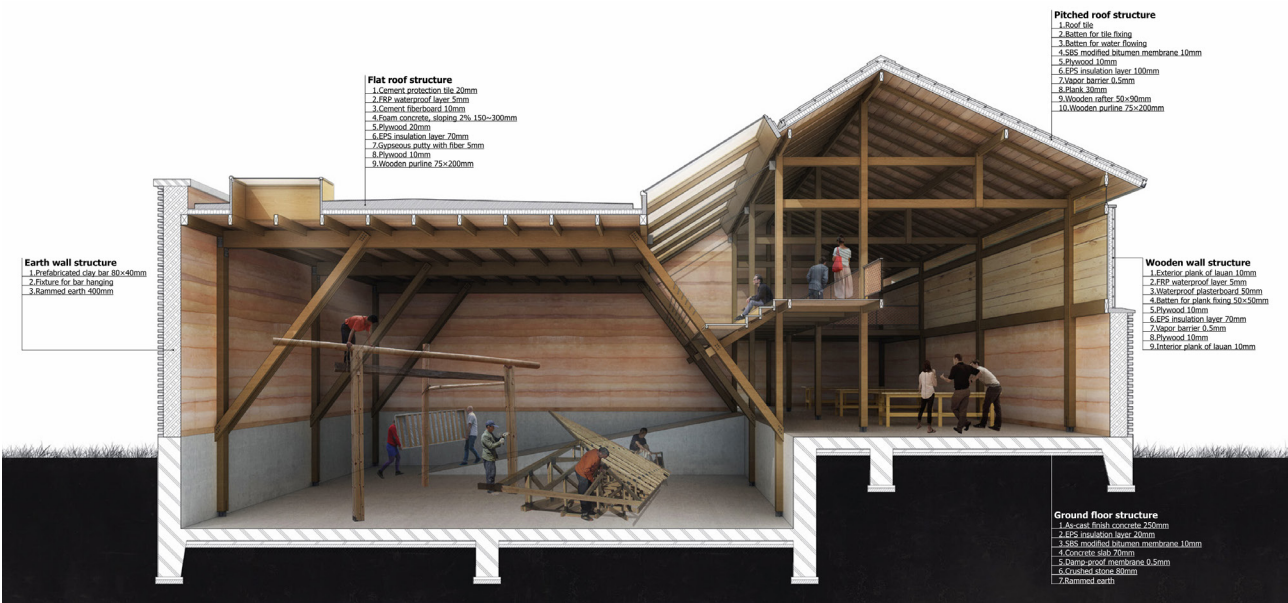 Pitched roof structure
1.Roof tile
2.Batten for tile fixing
3.Batten for water flowing
4.SBS modified bitumen membrane 10mm
5.Plywood 10mm
6.EPS insulation layer 100mm
7.Vapor barrier 0.5mm
8.Plank 30mm
9.Wooden rafter 50×90mm
10.Wooden purline 75×200mm
Flat roof structure
1.Cement protection tile 20mm
2.FRP waterproof layer 5mm
3.Cement fiberboard 10mm
4.Foam concrete, sloping 2% 150~300mm
5.Plywood 20mm
6.EPS insulation layer 70mm
7.Gypseous putty with fiber 5mm
8.Plywood 10mm
9.Wooden purline 75×200mm
Earth wall structure
1.Prefabricated clay bar 80×40mm
2.Fixture for bar hanging
3.Rammed earth 400mm
Wooden wall structure
1.Exterior plank of lauan 10mm
2.FRP waterproof layer 5mm
3.Waterproof plasterboard 50mm
4.Batten for plank fixing 50×50mm
5.Plywood 10mm
6.EPS insulation layer 70mm
7.Vapor barrier 0.5mm
8.Plywood 10mm
9.Interior plank of lauan 10mm
Ground floor structure
1.As-cast finish concrete 250mm
2.EPS insulation layer 20mm
3.SBS modified bitumen membrane 10mm
4.Concrete slab 70mm
5.Damp-proof membrane 0.5mm
6.Crushed stone 80mm
7.Rammed earth